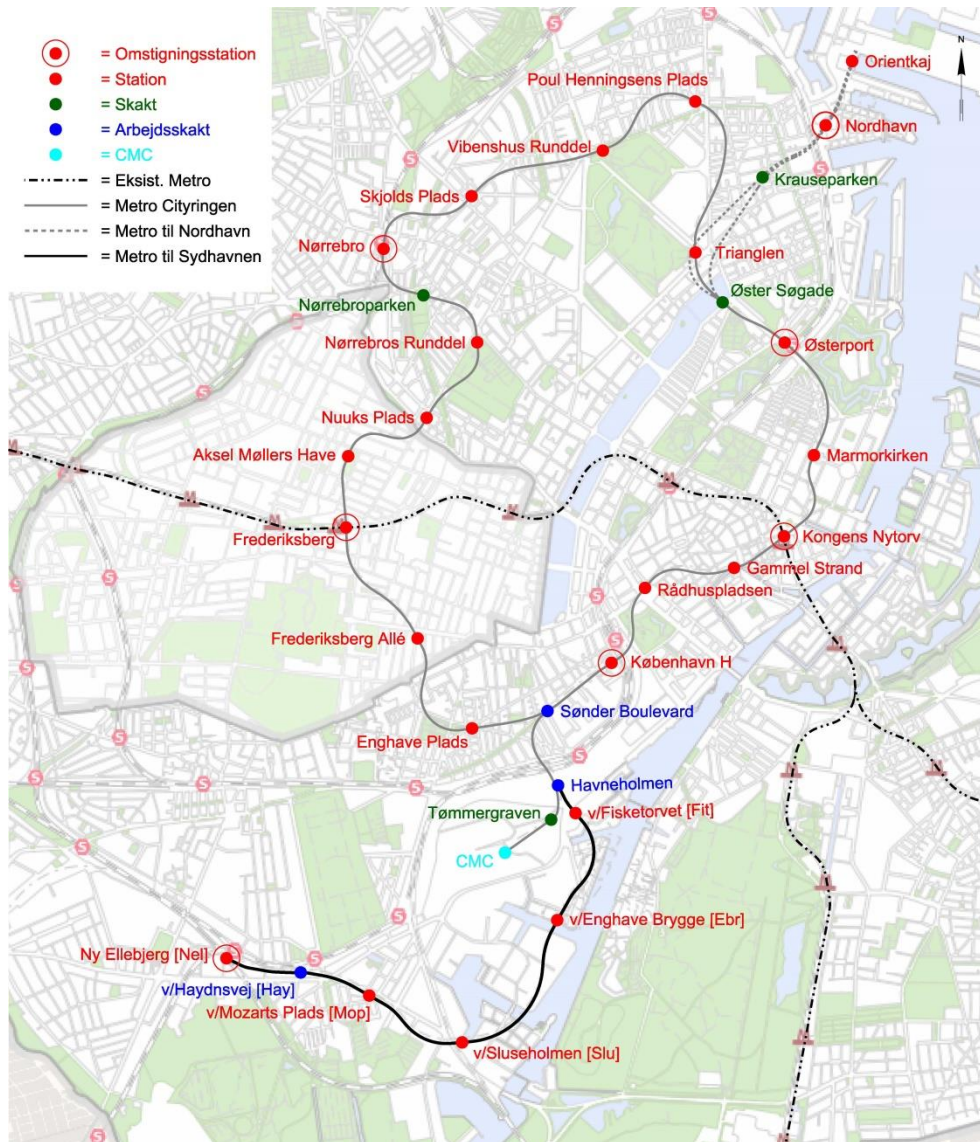 = Omstigningsstation
= Station
= Skakt
= Arbejdsskakt
= CMC
= Eksist. Metro
= Metro Cityringen
= Metro til Nordhavn
= Metro til Sydhavnen
N
Orientkaj
Poul Henningsens Plads
Nordhavn
Vibenshus Runddel
Krauseparken
Skjolds Plads
Nørrebro
Trianglen
Nørrebroparken
Øster Søgade
Nørrebros Runddel
Østerport
Nuuks Plads
Aksel Møllers Have
Marmorkirken
Frederiksberg
Kongens Nytorv
Gammel Strand
Rådhuspladsen
Frederiksberg Allé
København H
Sønder Boulevard
Enghave Plads
Havneholmen
Tømmergraven
v/Fisketorvet [Fit]
CMC
v/Enghave Brygge [Ebr]
Ny Ellebjerg [Nel]
v/Haydnsvej [Hay]
v/Mozarts Plads [Mop]
v/Sluseholmen [Slu]